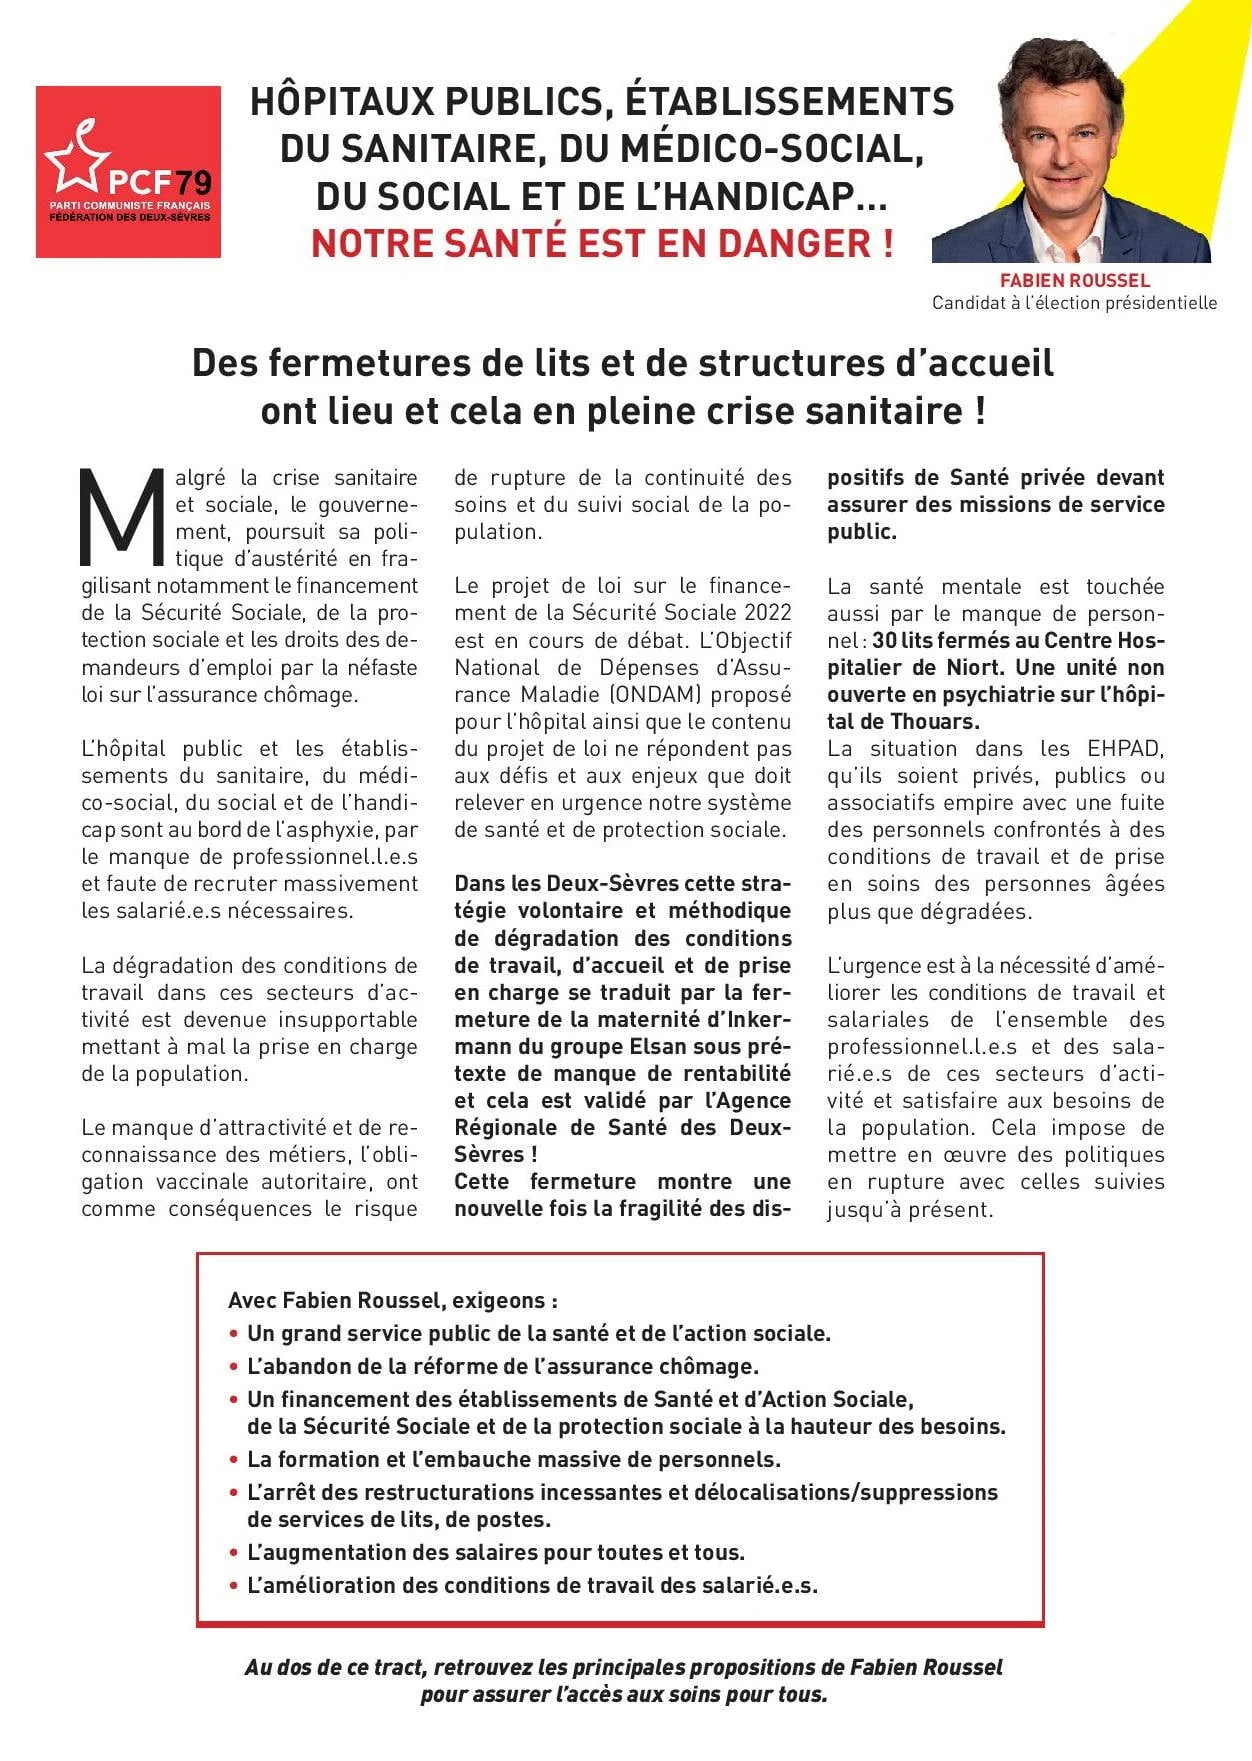 PCF79
PARTI COMMUNISTE FRANÇAIS
FÉDÉRATION DES DEUX-SÈVRES
HÔPITAUX PUBLICS, ÉTABLISSEMENTS
DU SANITAIRE, DU MÉDICO-SOCIAL,
DU SOCIAL ET DE L'HANDICAP...
NOTRE SANTÉ EST EN DANGER !
FABIEN ROUSSEL
Candidat à l'élection présidentielle
Des fermetures de lits et de structures d'accueil
ont lieu et cela en pleine crise sanitaire !
Malgré la crise sanitaire
et sociale, le gouverne-
ment, poursuit sa poli-
tique d'austérité en fra-
gilisant notamment le financement
de la Sécurité Sociale, de la pro-
tection sociale et les droits des de-
mandeurs d'emploi par la néfaste
loi sur l'assurance chômage.
L'hôpital public et les établis-
sements du sanitaire, du médi-
co-social, du social et de l'handi-
cap sont au bord de l'asphyxie, par
le manque de professionnel.l.e.s
et faute de recruter massivement
les salarié.e.s nécessaires.
La dégradation des conditions de
travail dans ces secteurs d'ac-
tivité est devenue insupportable
mettant à mal la prise en charge
de la population.
Le manque d'attractivité et de re-
connaissance des métiers, l'obli-
gation vaccinale autoritaire, ont
comme conséquences le risque
de rupture de la continuité des
soins et du suivi social de la po-
pulation.
Le projet de loi sur le finance-
ment de la Sécurité Sociale 2022
est en cours de débat. L'Objectif
National de Dépenses d'Assu-
rance Maladie (ONDAM) proposé
pour l'hôpital ainsi que le contenu
du projet de loi ne répondent pas
aux défis et aux enjeux que doit
relever en urgence notre système
de santé et de protection sociale.
Dans les Deux-Sèvres cette stra-
tégie volontaire et méthodique
de dégradation des conditions
de travail, d'accueil et de prise
en charge se traduit par la fer-
meture de la maternité d'Inker-
mann du groupe Elsan sous pré-
texte de manque de rentabilité
et cela est validé par l'Agence
Régionale de Santé des Deux-
Sèvres !
Cette fermeture montre une
nouvelle fois la fragilité des dis-
positifs de Santé privée devant
assurer des missions de service
public.
La santé mentale est touchée
aussi par le manque de person-
nel : 30 lits fermés au Centre Hos-
pitalier de Niort. Une unité non
ouverte en psychiatrie sur l'hôpi-
tal de Thouars.
La situation dans les EHPAD,
qu'ils soient privés, publics ou
associatifs empire avec une fuite
des personnels confrontés à des
conditions de travail et de prise
en soins des personnes âgées
plus que dégradées.
L'urgence est à la nécessité d'amé-
liorer les conditions de travail et
salariales de l'ensemble des
professionnel.l.e.s et des sala-
rié.e.s de ces secteurs d'acti-
vité et satisfaire aux besoins de
la population. Cela impose de
mettre en œuvre des politiques
en rupture avec celles suivies
jusqu'à présent.
Avec Fabien Roussel, exigeons :
• Un grand service public de la santé et de l'action sociale.
• L'abandon de la réforme de l'assurance chômage.
• Un financement des établissements de Santé et d'Action Sociale,
de la Sécurité Sociale et de la protection sociale à la hauteur des besoins.
• La formation et l'embauche massive de personnels.
• L'arrêt des restructurations incessantes et délocalisations/suppressions
de services de lits, de postes.
• L'augmentation des salaires pour toutes et tous.
• L'amélioration des conditions de travail des salarié.e.s.
Au dos de ce tract, retrouvez les principales propositions de Fabien Roussel
pour assurer l'accès aux soins pour tous.